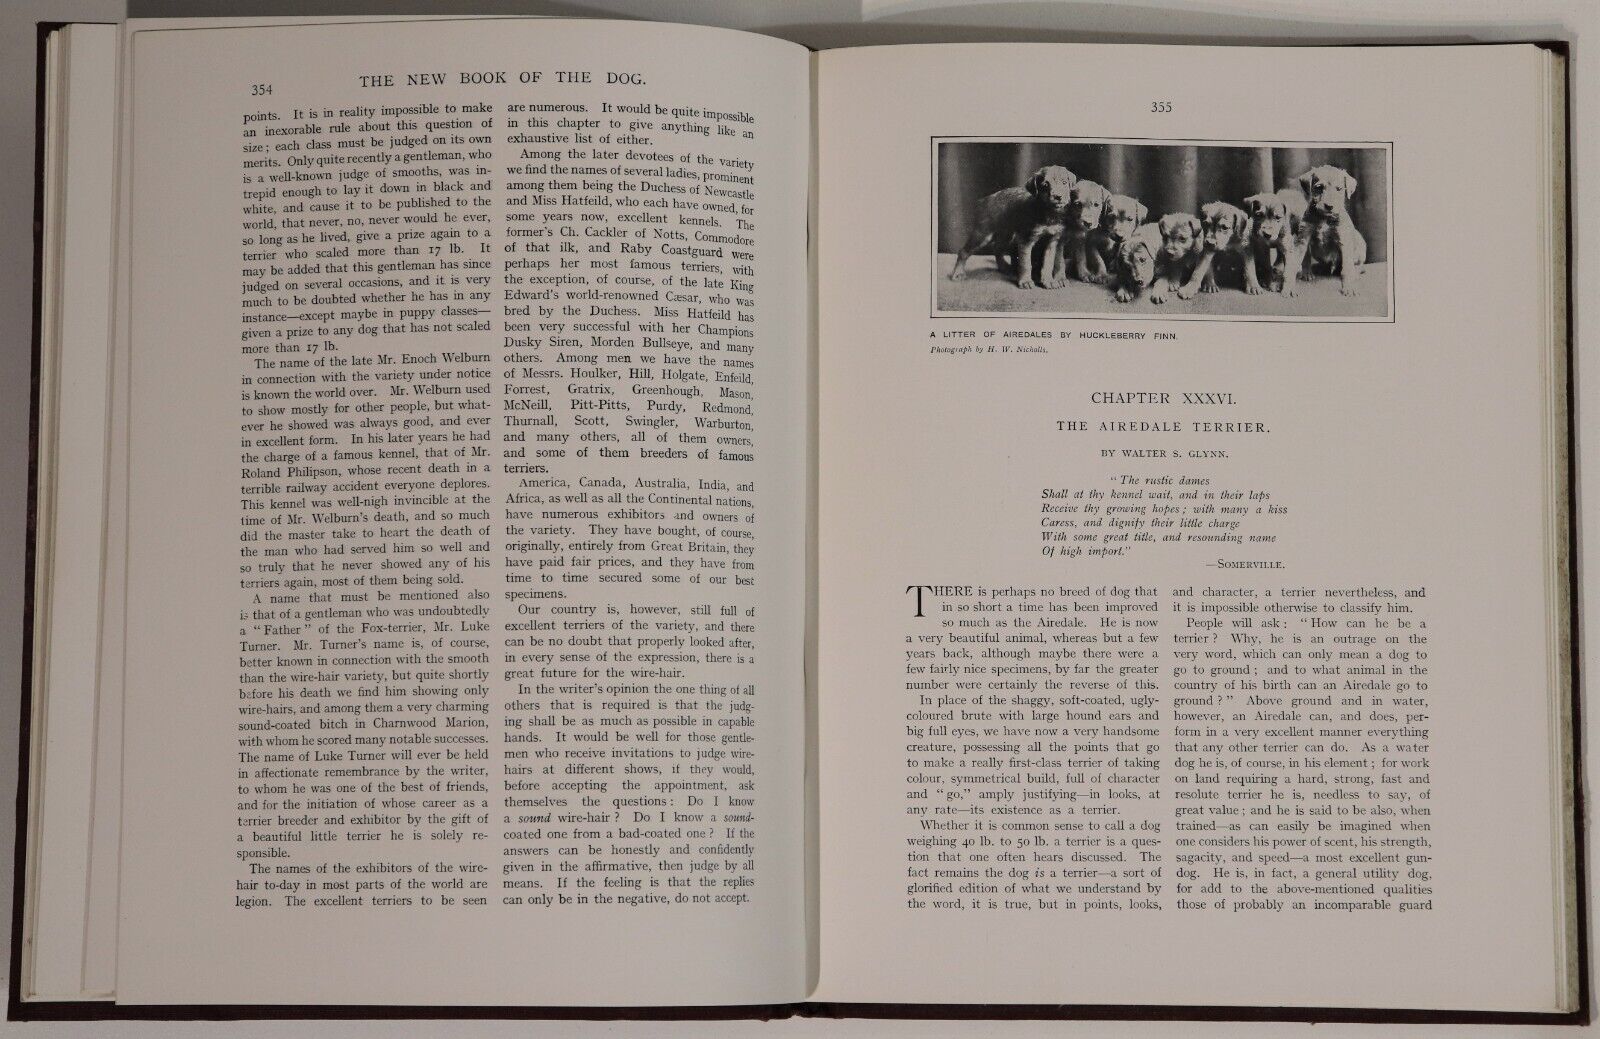 354
THE NEW BOOK OF THE DOG.
points. It is in reality impossible to make
an inexorable rule about this question of
size; each class must be judged on its own
merits. Only quite recently a gentleman, who
is a well-known judge of smooths, was in-
trepid enough to lay it down in black and
white, and cause it to be published to the
world, that never, no, never would he ever,
so long as he lived, give a prize again to a
terrier who scaled more than 17 lb. It
may be added that this gentleman has since
judged on several occasions, and it is very
much to be doubted whether he has in any
instance—except maybe in puppy classes—
given a prize to any dog that has not scaled
more than 17 lb.
The name of the late Mr. Enoch Welburn
in connection with the variety under notice
is known the world over. Mr. Welburn used
to show mostly for other people, but what-
ever he showed was always good, and ever
in excellent form. In his later years he had
the charge of a famous kennel, that of Mr.
Roland Philipson, whose recent death in a
terrible railway accident everyone deplores.
This kennel was well-nigh invincible at the
time of Mr. Welburn's death, and so much
did the master take to heart the death of
the man who had served him so well and
so truly that he never showed any of his
terriers again, most of them being sold.
A name that must be mentioned also
is that of a gentleman who was undoubtedly
a "Father" of the Fox-terrier, Mr. Luke
Turner. Mr. Turner's name is, of course,
better known in connection with the smooth
than the wire-hair variety, but quite shortly
before his death we find him showing only
wire-hairs, and among them a very charming
sound-coated bitch in Charnwood Marion,
with whom he scored many notable successes.
The name of Luke Turner will ever be held
in affectionate remembrance by the writer,
to whom he was one of the best of friends,
and for the initiation of whose career as a
terrier breeder and exhibitor by the gift of
a beautiful little terrier he is solely re-
sponsible.
The names of the exhibitors of the wire-
hair to-day in most parts of the world are
legion. The excellent terriers to be seen
are numerous. It would be quite impossible
in this chapter to give anything like an
exhaustive list of either.
Among the later devotees of the variety
we find the names of several ladies, prominent
among them being the Duchess of Newcastle
and Miss Hatfeild, who each have owned, for
some years now, excellent kennels. The
former's Ch. Cackler of Notts, Commodore
of that ilk, and Raby Coastguard were
perhaps her most famous terriers, with
the exception, of course, of the late King
Edward's world-renowned Cæsar, who was
bred by the Duchess. Miss Hatfeild has
been very successful with her Champions
Dusky Siren, Morden Bullseye, and many
others. Among men we have the names
of Messrs. Houlker, Hill, Holgate, Enfeild,
Forrest, Gratrix, Greenhough, Mason,
McNeill, Pitt-Pitts, Purdy, Redmond,
Thurnall, Scott, Swingler, Warburton,
and many others, all of them owners,
and some of them breeders of famous
terriers.
America, Canada, Australia, India, and
Africa, as well as all the Continental nations,
have numerous exhibitors and owners of
the variety. They have bought, of course,
originally, entirely from Great Britain, they
have paid fair prices, and they have from
time to time secured some of our best
specimens.
Our country is, however, still full of
excellent terriers of the variety, and there
can be no doubt that properly looked after,
in every sense of the expression, there is a
great future for the wire-hair.
In the writer's opinion the one thing of all
others that is required is that the judg-
ing shall be as much as possible in capable
hands. It would be well for those gentle-
men who receive invitations to judge wire-
hairs at different shows, if they would,
before accepting the appointment, ask
themselves the questions: Do I know
a sound wire-hair? Do I know a sound-
coated one from a bad-coated one? If the
answers can be honestly and confidently
given in the affirmative, then judge by all
means. If the feeling is that the replies
can only be in the negative, do not accept.
355
A LITTER OF AIREDALES BY HUCKLEBERRY FINN.
Photograph by H. W. Nicholls.
CHAPTER XXXVI.
THE AIREDALE TERRIER.
BY WALTER S. GLYNN.
"The rustic dames
Shall at thy kennel wait, and in their laps
Receive thy growing hopes; with many a kiss
Caress, and dignify their little charge
With some great title, and resounding name
Of high import."
—SOMERVILLE.
THERE is perhaps no breed of dog that
in so short a time has been improved
so much as the Airedale. He is now
a very beautiful animal, whereas but a few
years back, although maybe there were a
few fairly nice specimens, by far the greater
number were certainly the reverse of this.
In place of the shaggy, soft-coated, ugly-
coloured brute with large hound ears and
big full eyes, we have now a very handsome
creature, possessing all the points that go
to make a really first-class terrier of taking
colour, symmetrical build, full of character
and "go," amply justifying—in looks, at
any rate—its existence as a terrier.
Whether it is common sense to call a dog
weighing 40 lb. to 50 lb. a terrier is a ques-
tion that one often hears discussed. The
fact remains the dog is a terrier—a sort of
glorified edition of what we understand by
the word, it is true, but in points, looks,
and character, a terrier nevertheless, and
it is impossible otherwise to classify him.
People will ask: "How can he be a
terrier? Why, he is an outrage on the
very word, which can only mean a dog to
go to ground; and to what animal in the
country of his birth can an Airedale go to
ground?" Above ground and in water,
however, an Airedale can, and does, per-
form in a very excellent manner everything
that any other terrier can do. As a water
dog he is, of course, in his element; for work
on land requiring a hard, strong, fast and
resolute terrier he is, needless to say, of
great value; and he is said to be also, when
trained—as can easily be imagined when
one considers his power of scent, his strength,
sagacity, and speed—a most excellent gun-
dog. He is, in fact, a general utility dog,
for add to the above-mentioned qualities
those of probably an incomparable guard